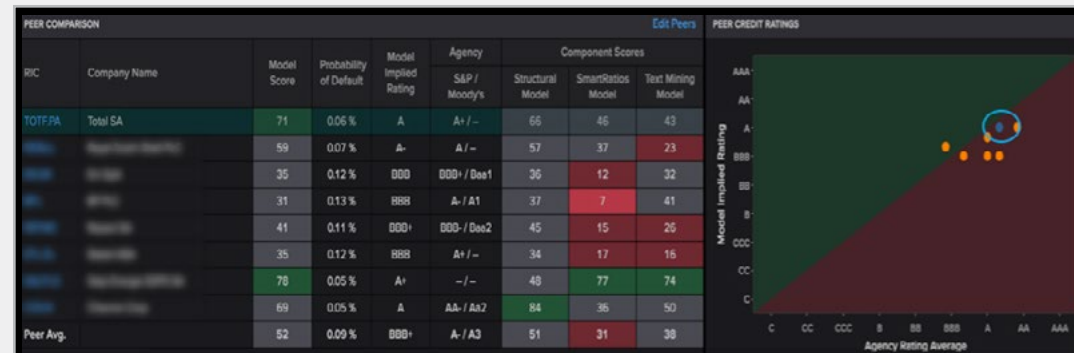 PEER COMPARISON Edit Peers
RIC Company Name Model Score Probability of Default Model Implied Rating Agency S&P / Moody's Component Scores Structural Model SmartRatios Model Text Mining Model
TOTF.PA Total SA 71 0.06 % A A+ / -- 66 46 43
59 0.07 % A- A / -- 57 37 23
35 0.12 % BBB BBB+ / Baa1 36 12 32
31 0.13 % BBB A- / A1 37 7 41
41 0.11 % BBB+ BBB- / Baa2 45 15 26
35 0.12 % BBB A+ / -- 34 17 16
78 0.05 % A+ -- / -- 48 77 74
69 0.05 % A AA- / Aa2 84 36 50
Peer Avg. 52 0.09 % BBB+ A- / A3 51 31 38
PEER CREDIT RATINGS
Model Implied Rating
AAA
AA
A
BBB
BB
B
CCC
CC
C
C CC CCC B BB BBB A AA AAA
Agency Rating Average